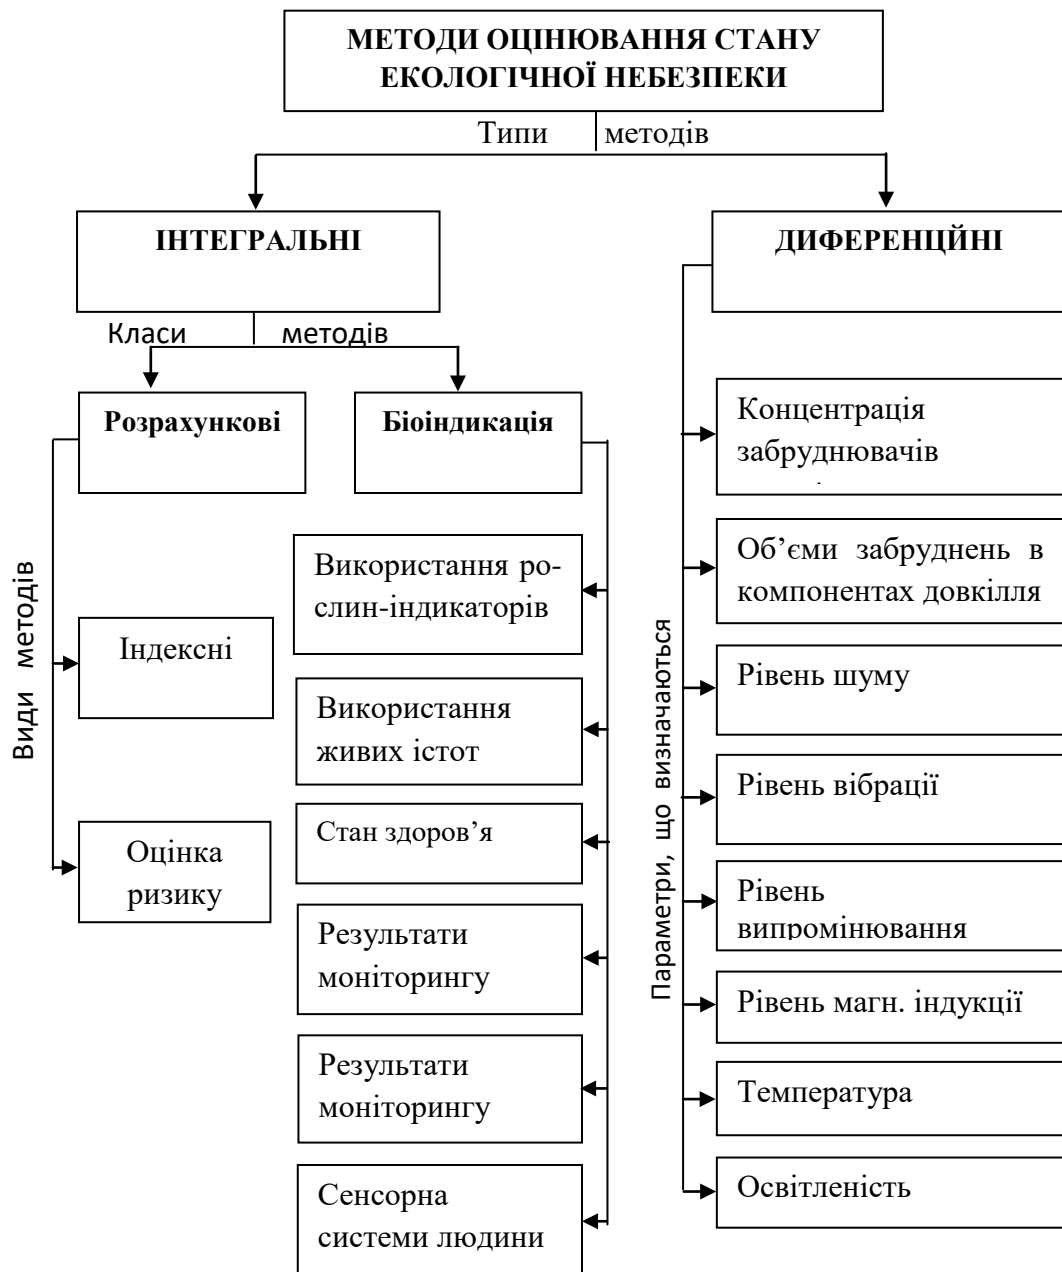 МЕТОДИ ОЦІНЮВАННЯ СТАНУ
ЕКОЛОГІЧНОЇ НЕБЕЗПЕКИ
Типи методів
ІНТЕГРАЛЬНІ
ДИФЕРЕНЦЙНІ
Класи методів
Розрахункові
Біоіндикація
Види методів
Індексні
Оцінка
ризику
Використання ро-
слин-індикаторів
Використання
живих істот
Стан здоров’я
Результати
моніторингу
Результати
моніторингу
Сенсорна
системи людини
Параметри, що визначаються
Концентрація
забруднювачів
Об’єми забруднень в
компонентах довкілля
Рівень шуму
Рівень вібрації
Рівень
випромінювання
Рівень магн. індукції
Температура
Освітленість